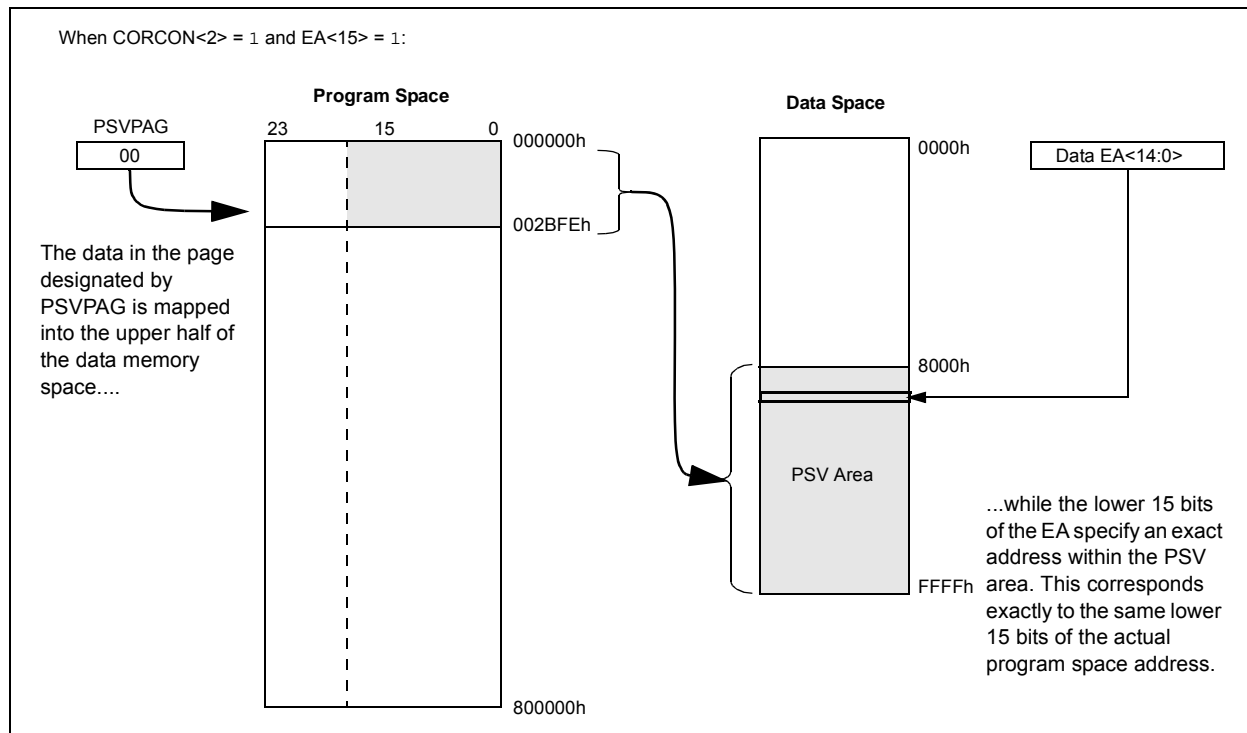 When CORCON<2> = 1 and EA<15> = 1:
Program Space
Data Space
PSVPAG
23 15 0
000000h
0000h
00
Data EA<14:0>
002BFEh
The data in the page
designated by
PSVPAG is mapped
into the upper half of
the data memory
space....
8000h
PSV Area
...while the lower 15 bits
of the EA specify an exact
address within the PSV
area. This corresponds
exactly to the same lower
15 bits of the actual
program space address.
FFFFh
800000h